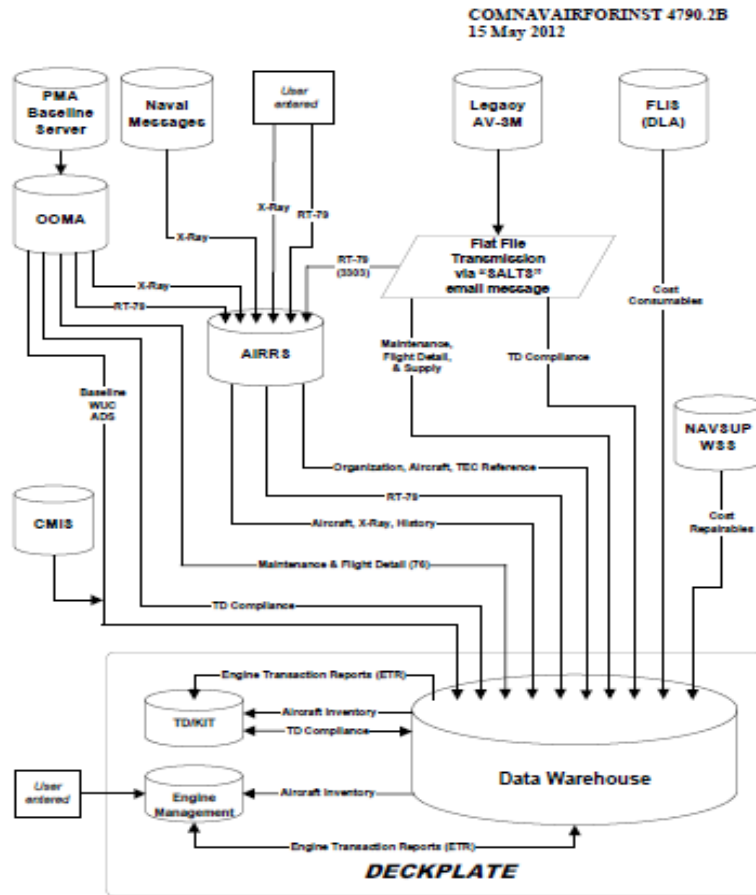 COMNAVAIRFORINST 4790.2B
15 May 2012
PMA
Baseline
Server
Naval
Messages
User
entered
Legacy
AV-3M
FLIS
(DLA)
OOMA
X-Ray
RT-79
X-Ray
Flat File
Transmission
via "SALTS"
email message
RT-79
(3303)
X-Ray
RT-79
Cost
Consumables
AIRRS
Maintenance,
Flight Detail,
& Supply
TD Compliance
Baseline
WUC
ADS
NAVSUP
WSS
Organization, Aircraft, TEC Reference
RT-79
CMIS
Aircraft, X-Ray, History
Cost
Repairables
Maintenance & Flight Detail (76)
TD Compliance
Engine Transaction Reports (ETR)
TD/KIT
Aircraft Inventory
TD Compliance
Data Warehouse
User
entered
Engine
Management
Aircraft Inventory
Engine Transaction Reports (ETR)
DECKPLATE